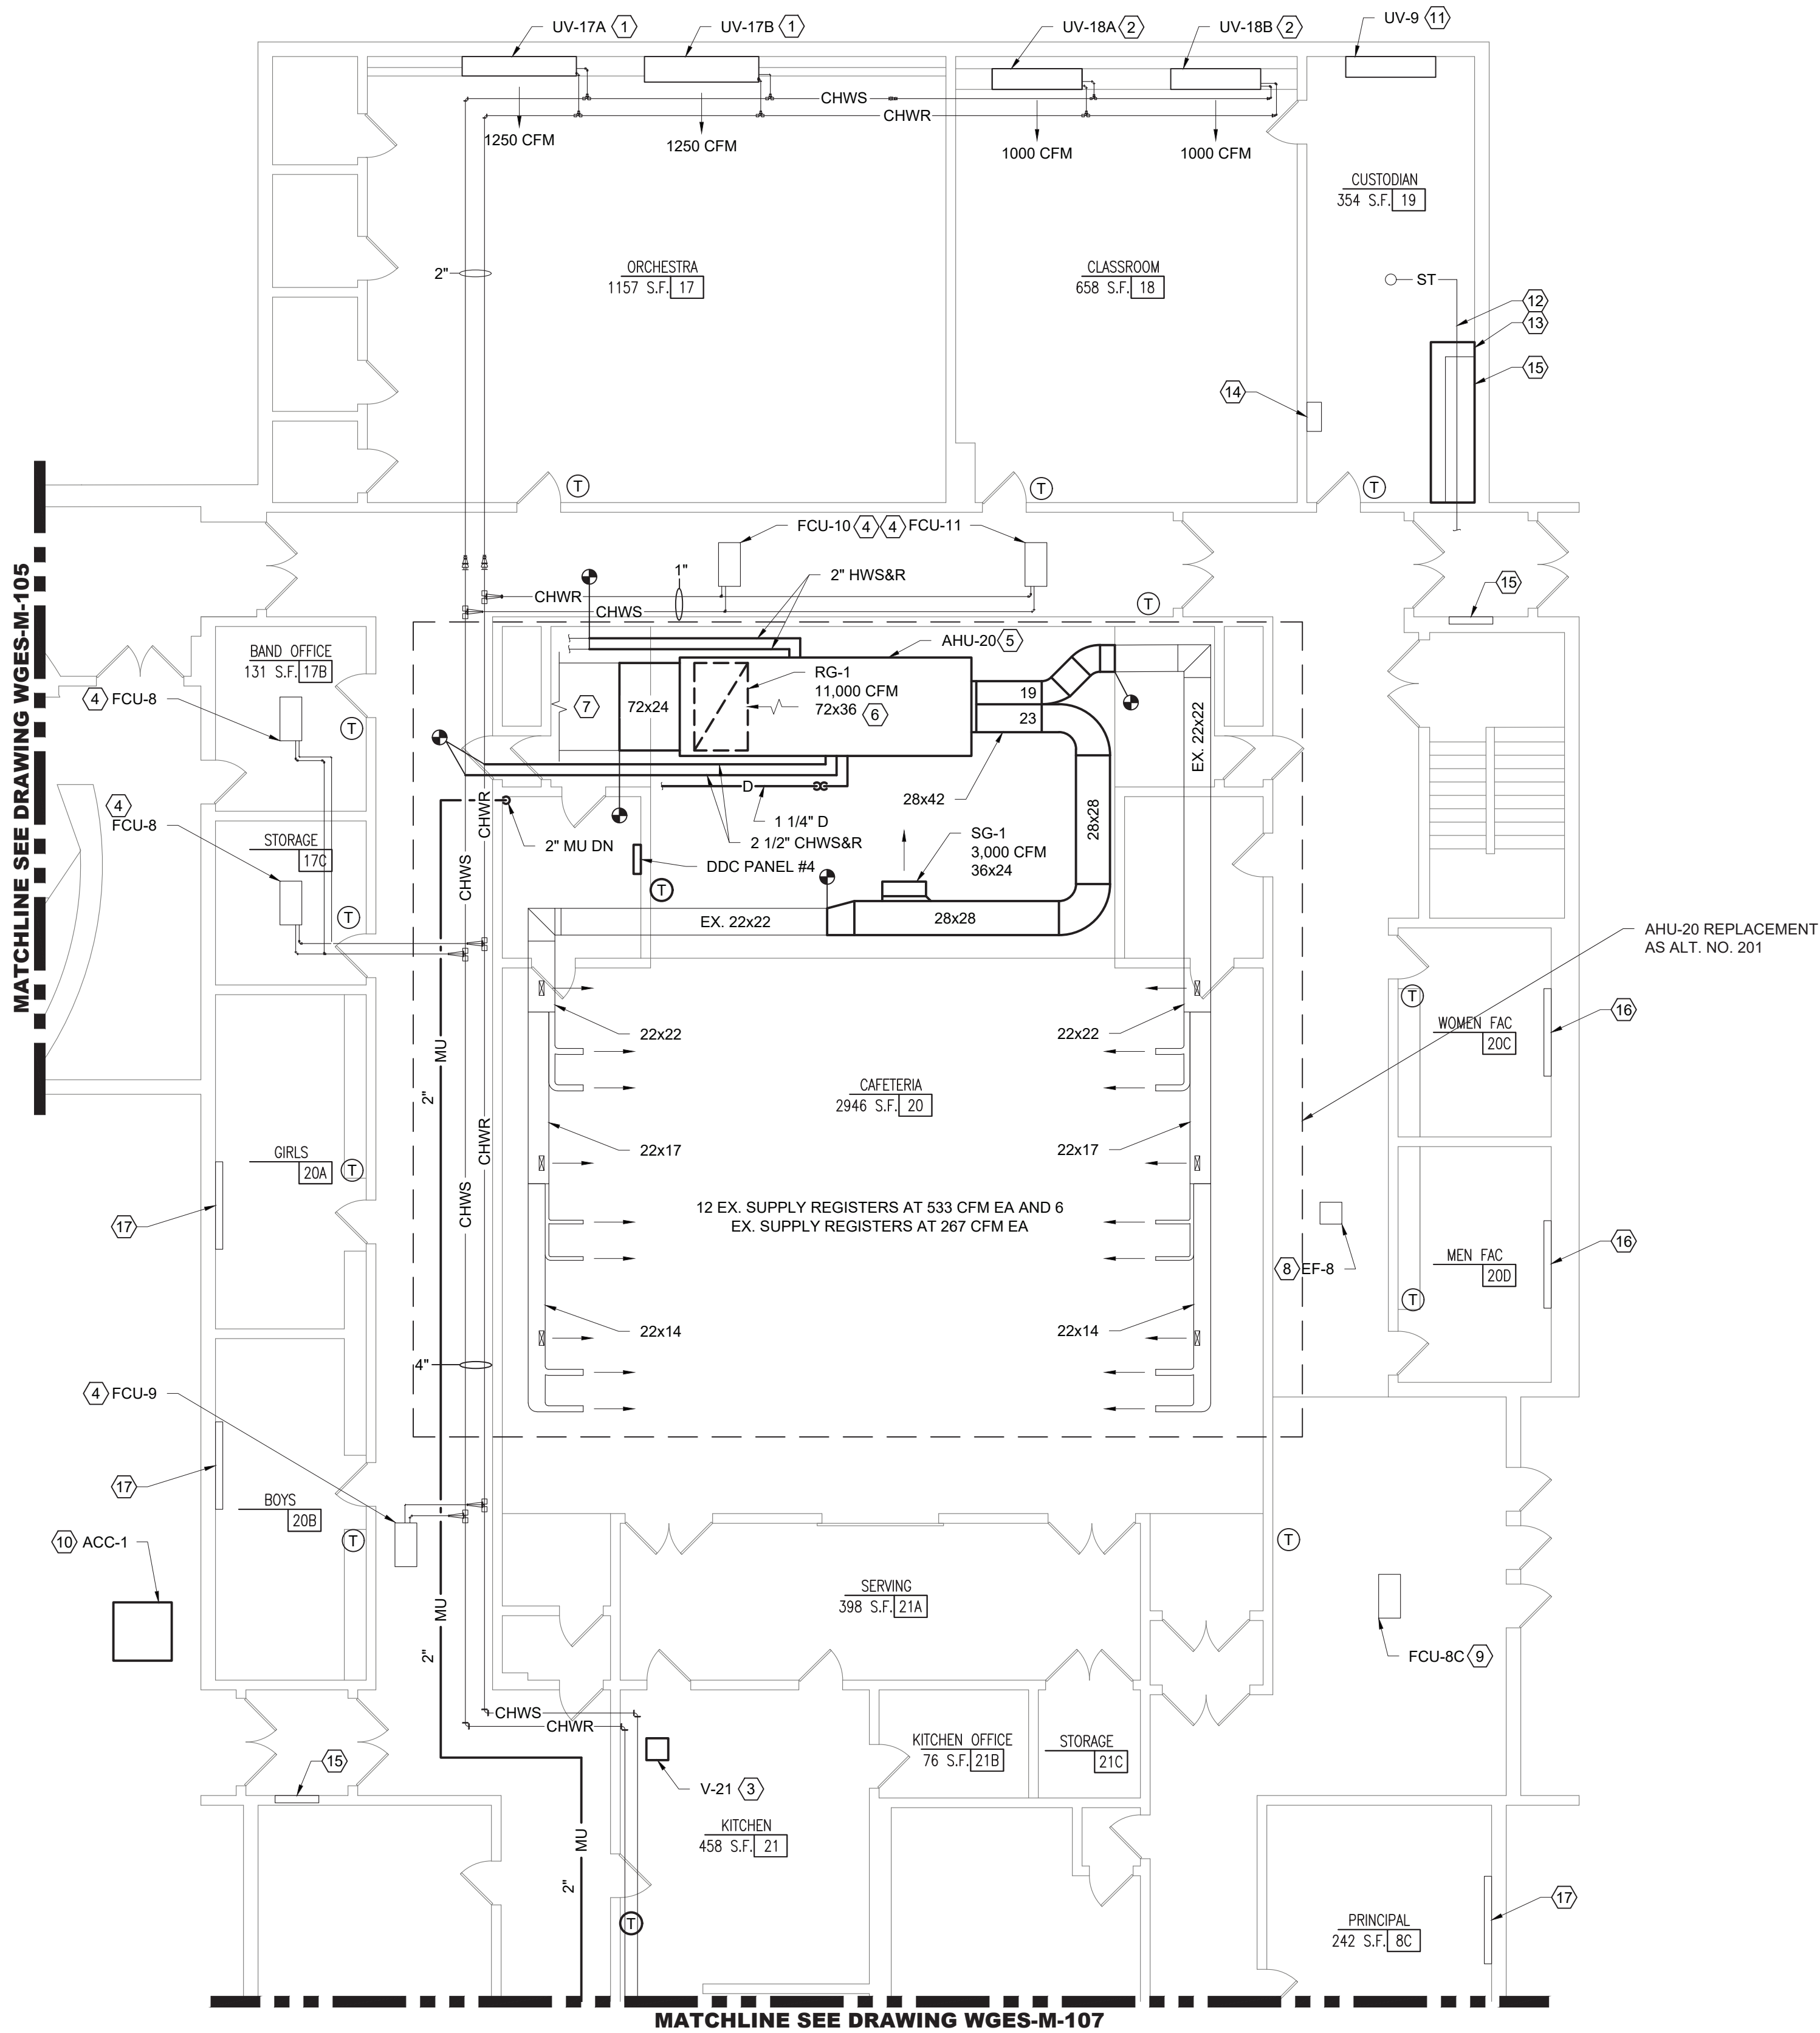 UV-17A 1
UV-17B 1
UV-18A 2
UV-18B 2
UV-9 11
CHWS
CHWR
1250 CFM
1250 CFM
1000 CFM
1000 CFM
CUSTODIAN
354 S.F. 19
2"
ORCHESTRA
1157 S.F. 17
CLASSROOM
658 S.F. 18
ST
12
13
15
14
T
T
T
FCU-10 4 4 FCU-11
1"
2" HWS&R
CHWR
CHWS
T
15
MATCHLINE SEE DRAWING WGES-M-105
BAND OFFICE
131 S.F. 17B
4 FCU-8
T
AHU-20 5
7
72x24
RG-1
11,000 CFM
72x36 6
19
23
EX. 22x22
D
28x42
28x28
1 1/4" D
2 1/2" CHWS&R
2" MU DN
DDC PANEL #4
SG-1
3,000 CFM
36x24
CHWR
CHWS
4
FCU-8
STORAGE
17C
T
T
EX. 22x22
28x28
AHU-20 REPLACEMENT
AS ALT. NO. 201
22x22
22x22
T
WOMEN FAC
20C
16
MU
2"
CHWR
CHWS
CAFETERIA
2946 S.F. 20
22x17
22x17
GIRLS
20A
T
17
12 EX. SUPPLY REGISTERS AT 533 CFM EA AND 6
EX. SUPPLY REGISTERS AT 267 CFM EA
8 EF-8
MEN FAC
20D
16
T
22x14
22x14
4"
4 FCU-9
17
BOYS
20B
T
T
10 ACC-1
SERVING
398 S.F. 21A
MU
2"
FCU-8C 9
CHWS
CHWR
KITCHEN OFFICE
76 S.F. 21B
STORAGE
21C
15
V-21 3
KITCHEN
458 S.F. 21
MU
2"
T
PRINCIPAL
242 S.F. 8C
17
MATCHLINE SEE DRAWING WGES-M-107